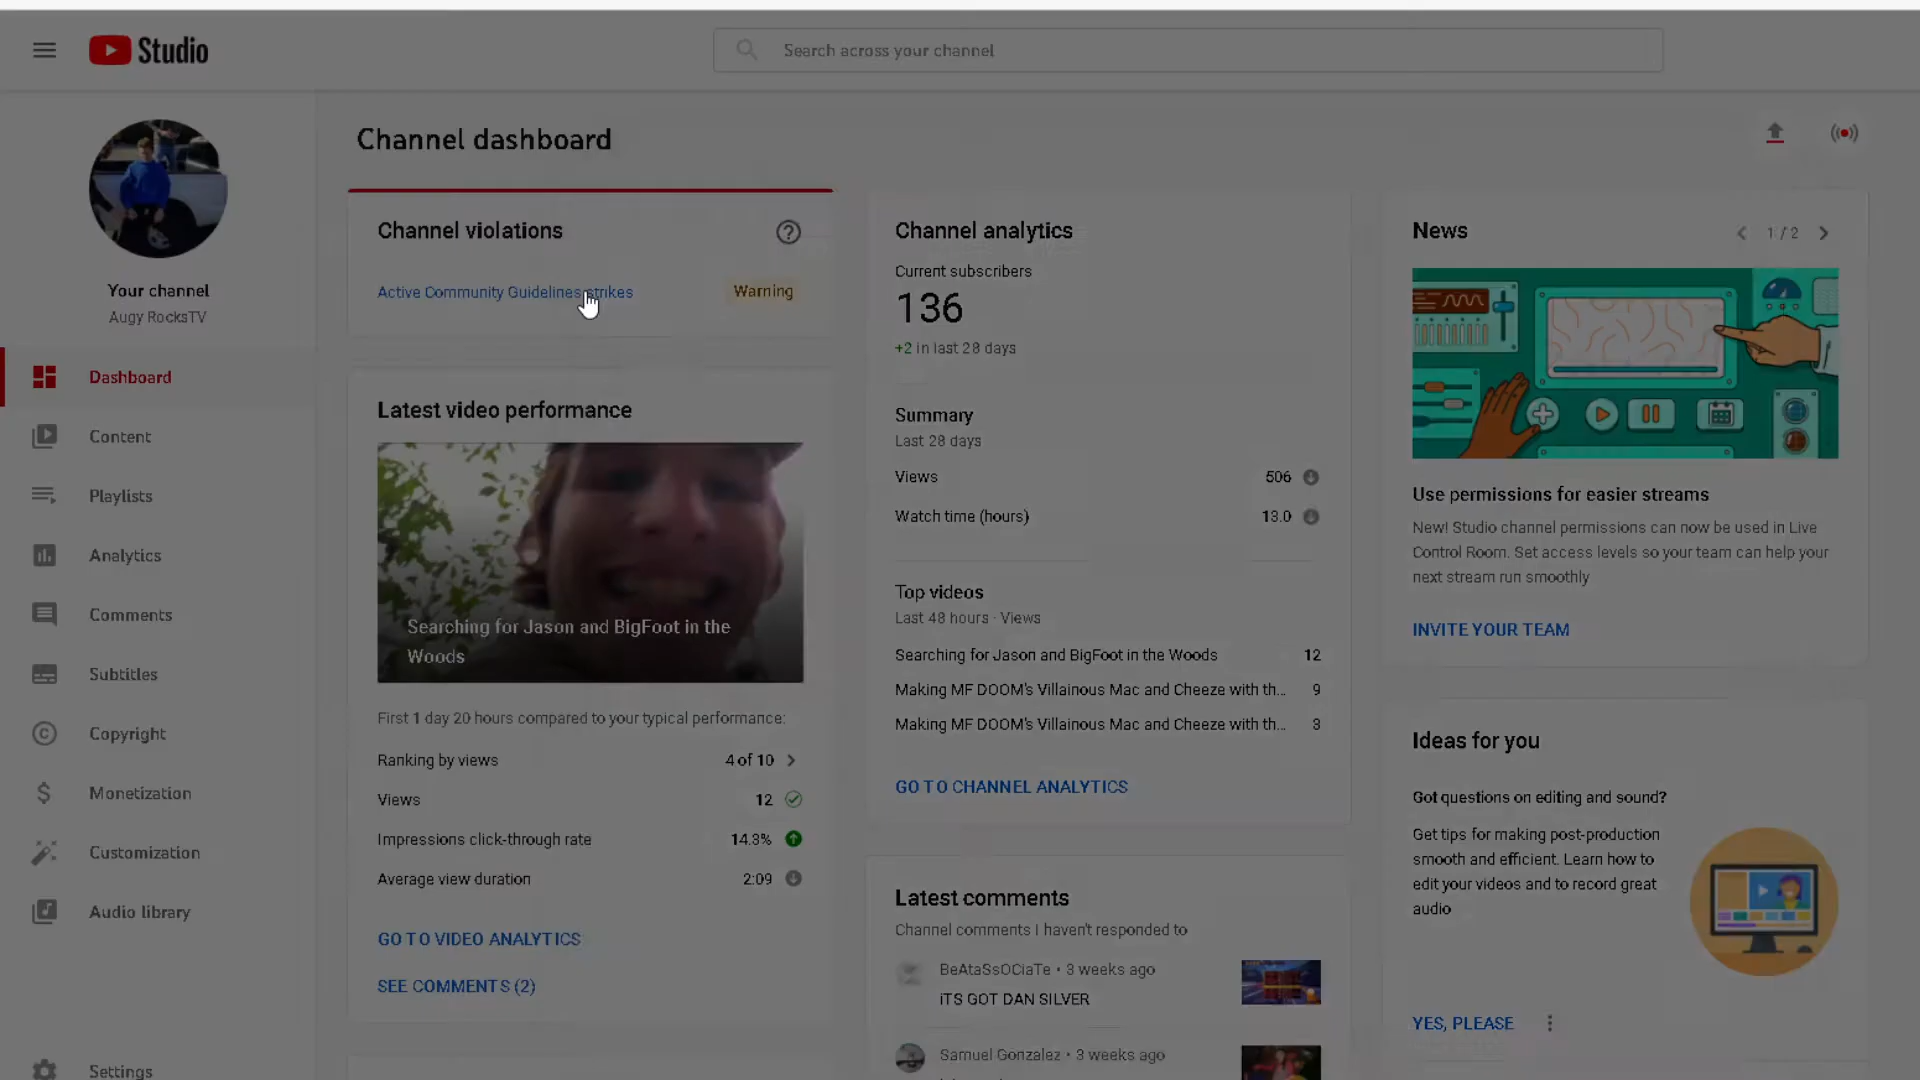 Studio
Search across your channel
Your channel
Augy RocksTV
Dashboard
Content
Playlists
Analytics
Comments
Subtitles
Copyright
Monetization
Customization
Audio library
Settings
Channel dashboard
Channel violations
Active Community Guidelines strikes
Warning
Latest video performance
Searching for Jason and BigFoot in the
Woods
First 1 day 20 hours compared to your typical performance:
Ranking by views 4 of 10
Views 12
Impressions click-through rate 14.3%
Average view duration 2:09
GO TO VIDEO ANALYTICS
SEE COMMENTS (2)
Channel analytics
Current subscribers
136
+2 in last 28 days
Summary
Last 28 days
Views 506
Watch time (hours) 13.0
Top videos
Last 48 hours · Views
Searching for Jason and BigFoot in the Woods 12
Making MF DOOM's Villainous Mac and Cheeze with th... 9
Making MF DOOM's Villainous Mac and Cheeze with th... 3
GO TO CHANNEL ANALYTICS
Latest comments
Channel comments I haven't responded to
BeAtaSsOCiaTe • 3 weeks ago
iTS GOT DAN SILVER
Samuel Gonzalez • 3 weeks ago
News
1 / 2
Use permissions for easier streams
New! Studio channel permissions can now be used in Live
Control Room. Set access levels so your team can help your
next stream run smoothly
INVITE YOUR TEAM
Ideas for you
Got questions on editing and sound?
Get tips for making post-production
smooth and efficient. Learn how to
edit your videos and to record great
audio
YES, PLEASE